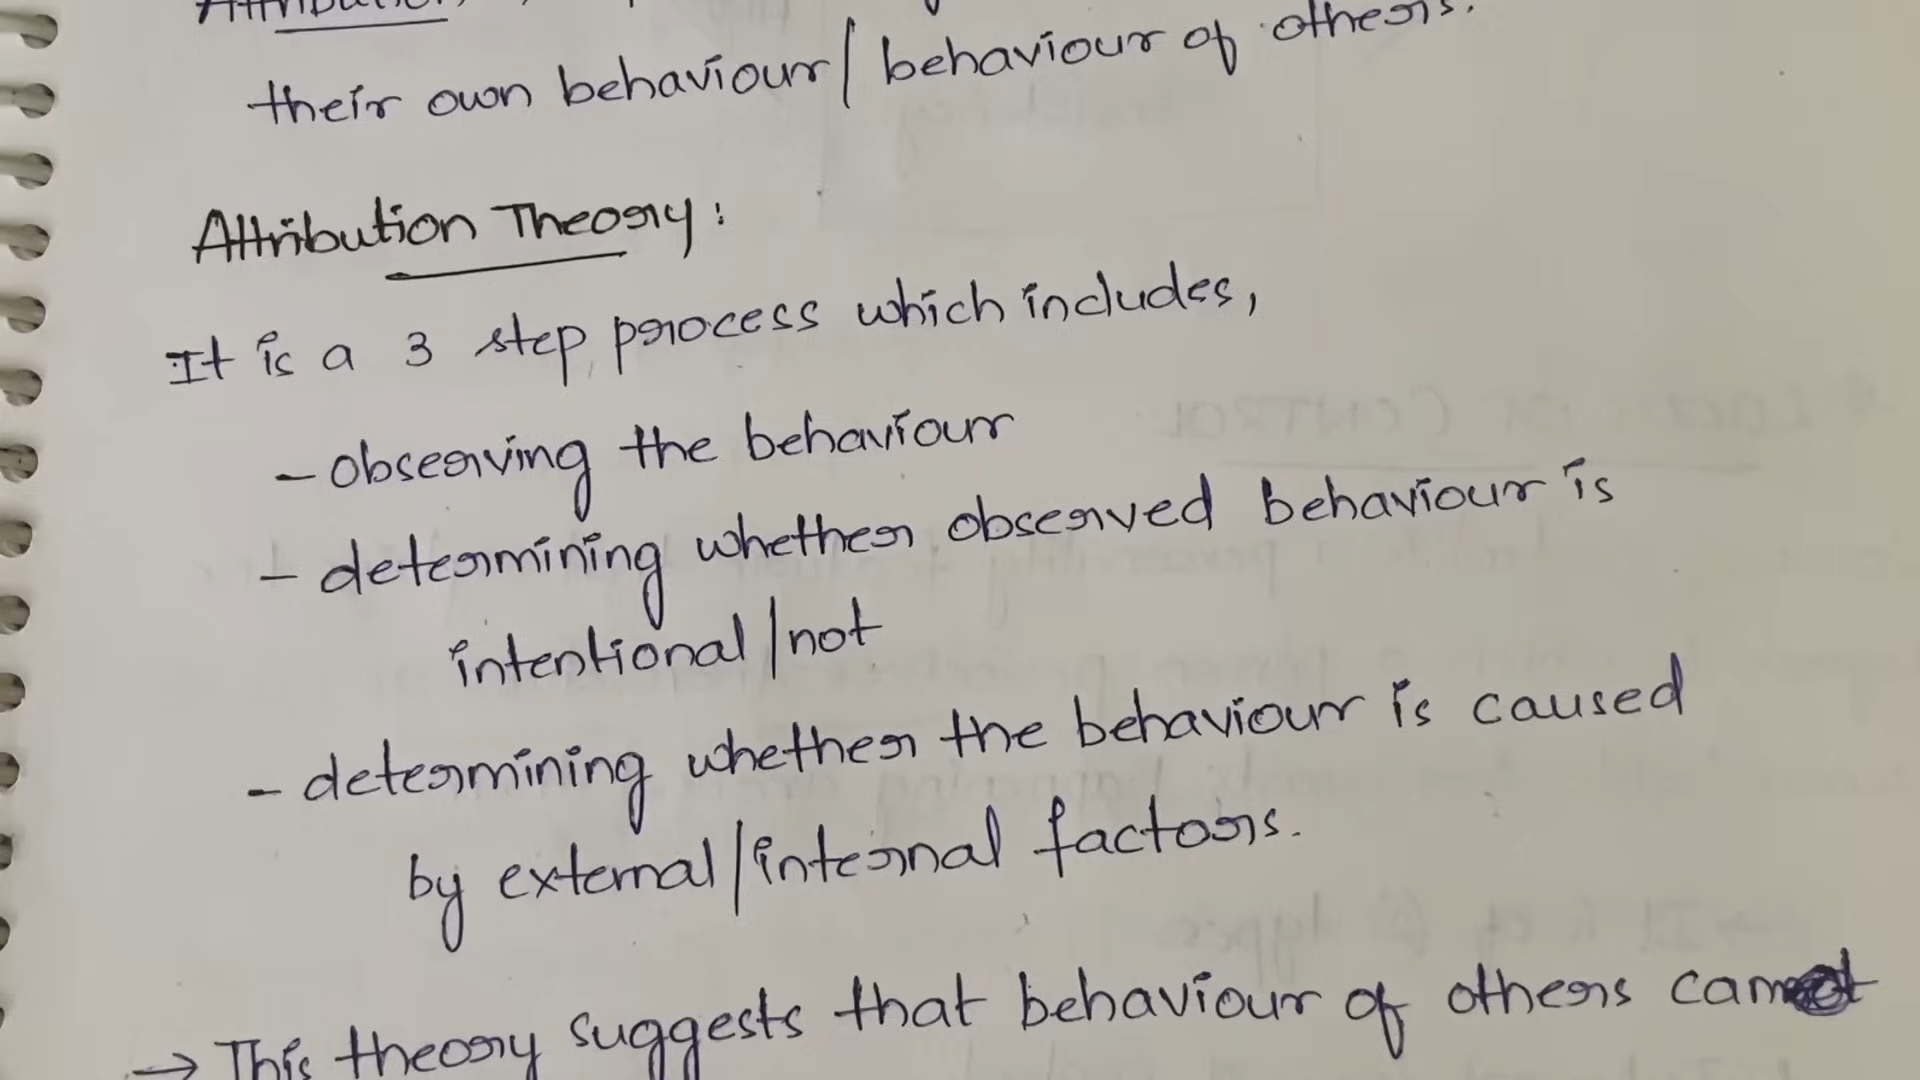 Attribution
their own behaviour/ behaviour of others.
Attribution Theory:
It is a 3 step process which includes,
- Observing the behaviour
- determining whether observed behaviour is
intentional/not
- determining whether the behaviour is caused
by external/internal factors.
→ This theory suggests that behaviour of others